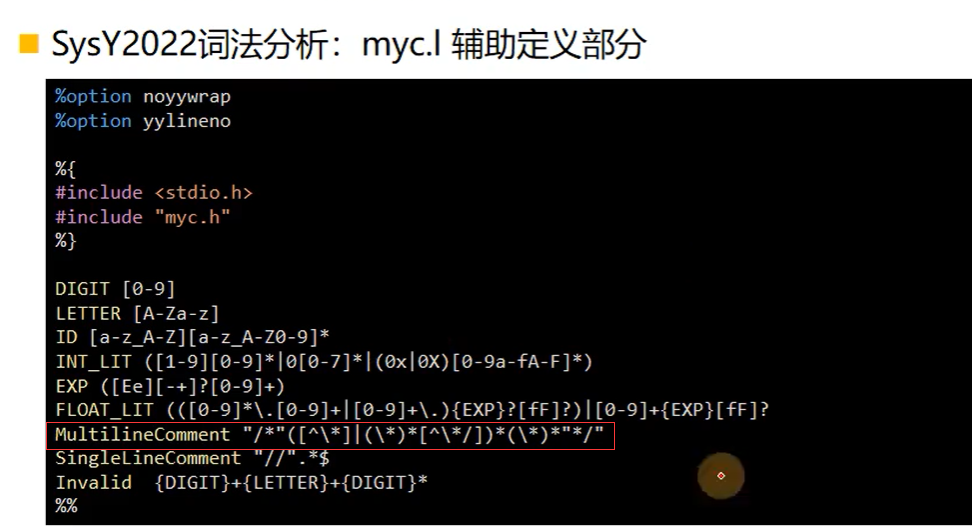 SysY2022词法分析：myc.l 辅助定义部分
%option noyywrap
%option yylineno
%{
#include <stdio.h>
#include "myc.h"
%}
DIGIT [0-9]
LETTER [A-Za-z]
ID [a-z_A-Z][a-z_A-Z0-9]*
INT_LIT ([1-9][0-9]*|0[0-7]*|(0x|0X)[0-9a-fA-F]*)
EXP ([Ee][-+]?[0-9]+)
FLOAT_LIT (([0-9]*\.[0-9]+|[0-9]+\.){EXP}?[fF]?)|[0-9]+{EXP}[fF]?
MultilineComment "/*"([^\*]|(\*)*[^\*/])*(\*)*"*/"
SingleLineComment "//".*$
Invalid {DIGIT}+{LETTER}+{DIGIT}*
%%